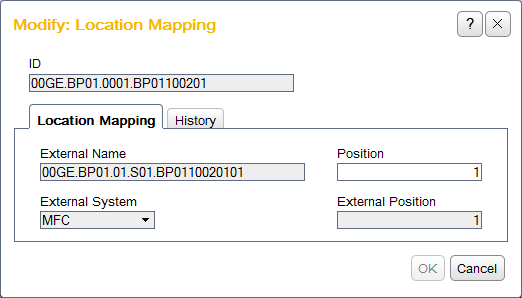 Modify: Location Mapping
?
ID
00GE.BP01.0001.BP01100201
Location Mapping History
External Name Position
00GE.BP01.01.S01.BP0110020101 1
External System External Position
MFC 1
OK Cancel